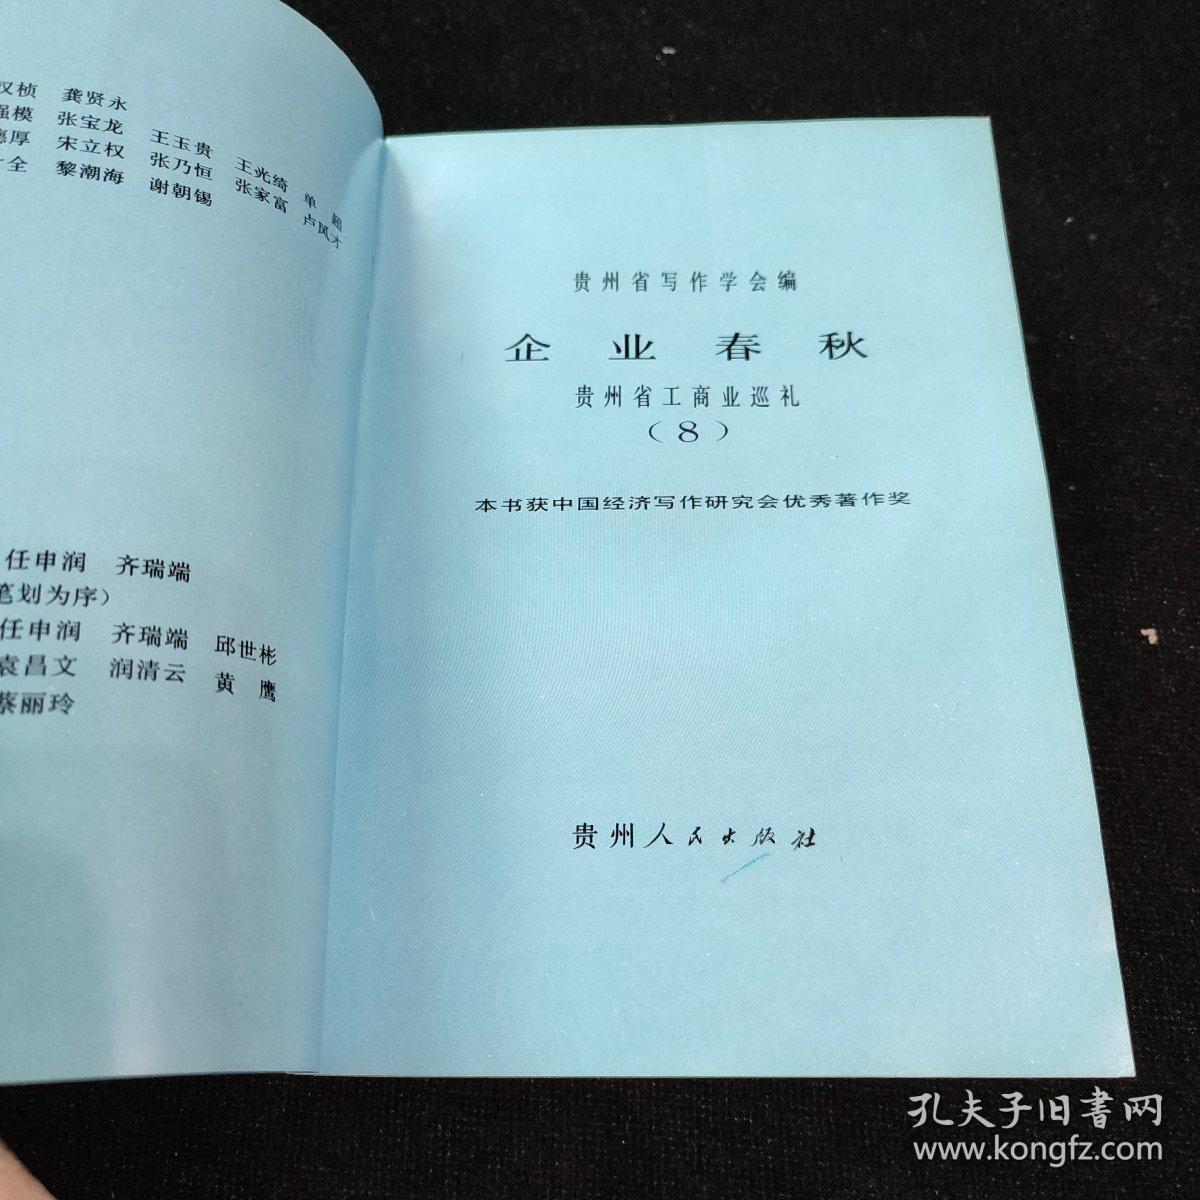 汉桢 龚贤永
强模 张宝龙 王玉贵 王光绮 单 超
德厚 宋立权 张乃恒 张家富 卢凤才
全 黎潮海 谢朝锡
任申润 齐瑞端
笔划为序)
任申润 齐瑞端 邱世彬
袁昌文 润清云 黄 鹰
蔡丽玲
贵州省写作学会编
企业春秋
贵州省工商业巡礼
(8)
本书获中国经济写作研究会优秀著作奖
贵州人民出版社
孔夫子旧书网
www.kongfz.com